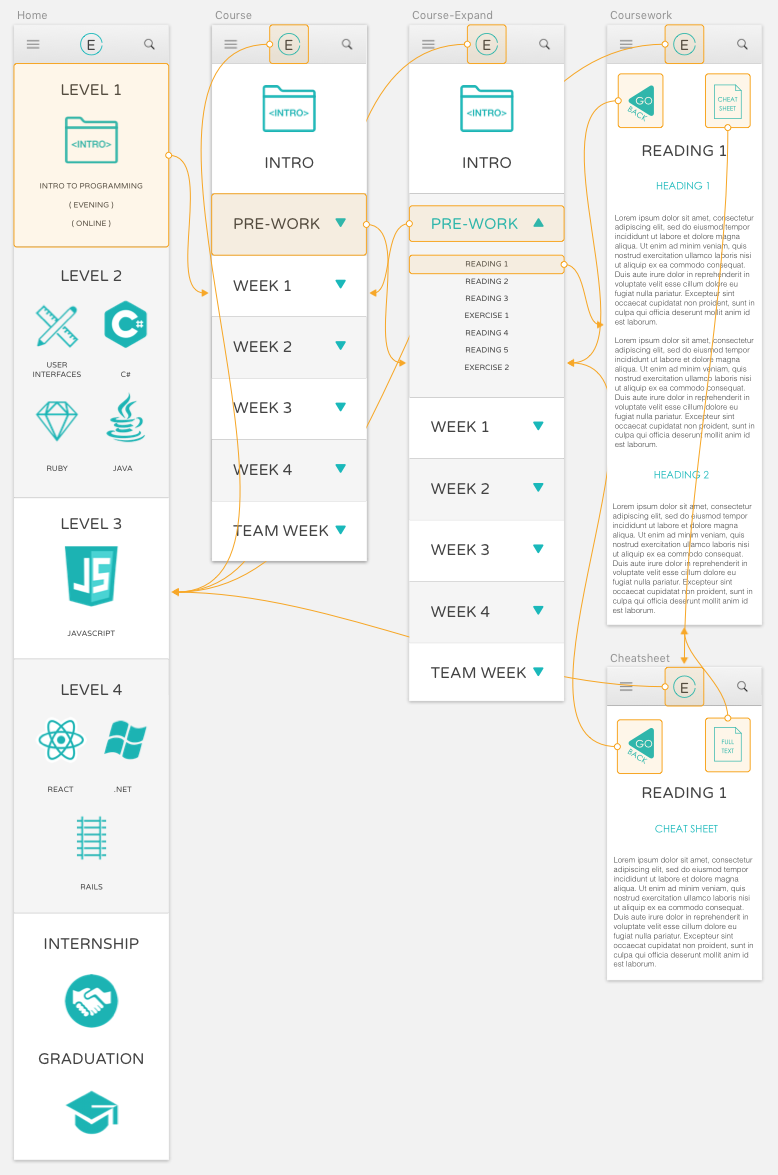 Home
E
LEVEL 1
<INTRO>
INTRO TO PROGRAMMING
( EVENING )
( ONLINE )
LEVEL 2
USER
INTERFACES
C#
C#
RUBY
JAVA
LEVEL 3
JS
JAVASCRIPT
LEVEL 4
REACT
.NET
RAILS
INTERNSHIP
GRADUATION
Course
E
<INTRO>
INTRO
PRE-WORK
WEEK 1
WEEK 2
WEEK 3
WEEK 4
TEAM WEEK
Course-Expand
E
<INTRO>
INTRO
PRE-WORK
READING 1
READING 2
READING 3
EXERCISE 1
READING 4
READING 5
EXERCISE 2
WEEK 1
WEEK 2
WEEK 3
WEEK 4
TEAM WEEK
Coursework
E
GO
BACK
CHEAT
SHEET
READING 1
HEADING 1
Lorem ipsum dolor sit amet, consectetur
adipiscing elit, sed do eiusmod tempor
incididunt ut labore et dolore magna
aliqua. Ut enim ad minim veniam, quis
nostrud exercitation ullamco laboris nisi
ut aliquip ex ea commodo consequat.
Duis aute irure dolor in reprehenderit in
voluptate velit esse cillum dolore eu
fugiat nulla pariatur. Excepteur sint
occaecat cupidatat non proident, sunt in
culpa qui officia deserunt mollit anim id
est laborum.
Lorem ipsum dolor sit amet, consectetur
adipiscing elit, sed do eiusmod tempor
incididunt ut labore et dolore magna
aliqua. Ut enim ad minim veniam, quis
nostrud exercitation ullamco laboris nisi
ut aliquip ex ea commodo consequat.
Duis aute irure dolor in reprehenderit in
voluptate velit esse cillum dolore eu
fugiat nulla pariatur. Excepteur sint
occaecat cupidatat non proident, sunt in
culpa qui officia deserunt mollit anim id
est laborum.
HEADING 2
Lorem ipsum dolor sit amet, consectetur
adipiscing elit, sed do eiusmod tempor
incididunt ut labore et dolore magna
aliqua. Ut enim ad minim veniam, quis
nostrud exercitation ullamco laboris nisi
ut aliquip ex ea commodo consequat.
Duis aute irure dolor in reprehenderit in
voluptate velit esse cillum dolore eu
fugiat nulla pariatur. Excepteur sint
occaecat cupidatat non proident, sunt in
culpa qui officia deserunt mollit anim id
est laborum.
Cheatsheet
E
GO
BACK
FULL
TEXT
READING 1
CHEAT SHEET
Lorem ipsum dolor sit amet, consectetur
adipiscing elit, sed do eiusmod tempor
incididunt ut labore et dolore magna
aliqua. Ut enim ad minim veniam, quis
nostrud exercitation ullamco laboris nisi
ut aliquip ex ea commodo consequat.
Duis aute irure dolor in reprehenderit in
voluptate velit esse cillum dolore eu
fugiat nulla pariatur. Excepteur sint
occaecat cupidatat non proident, sunt in
culpa qui officia deserunt mollit anim id
est laborum.